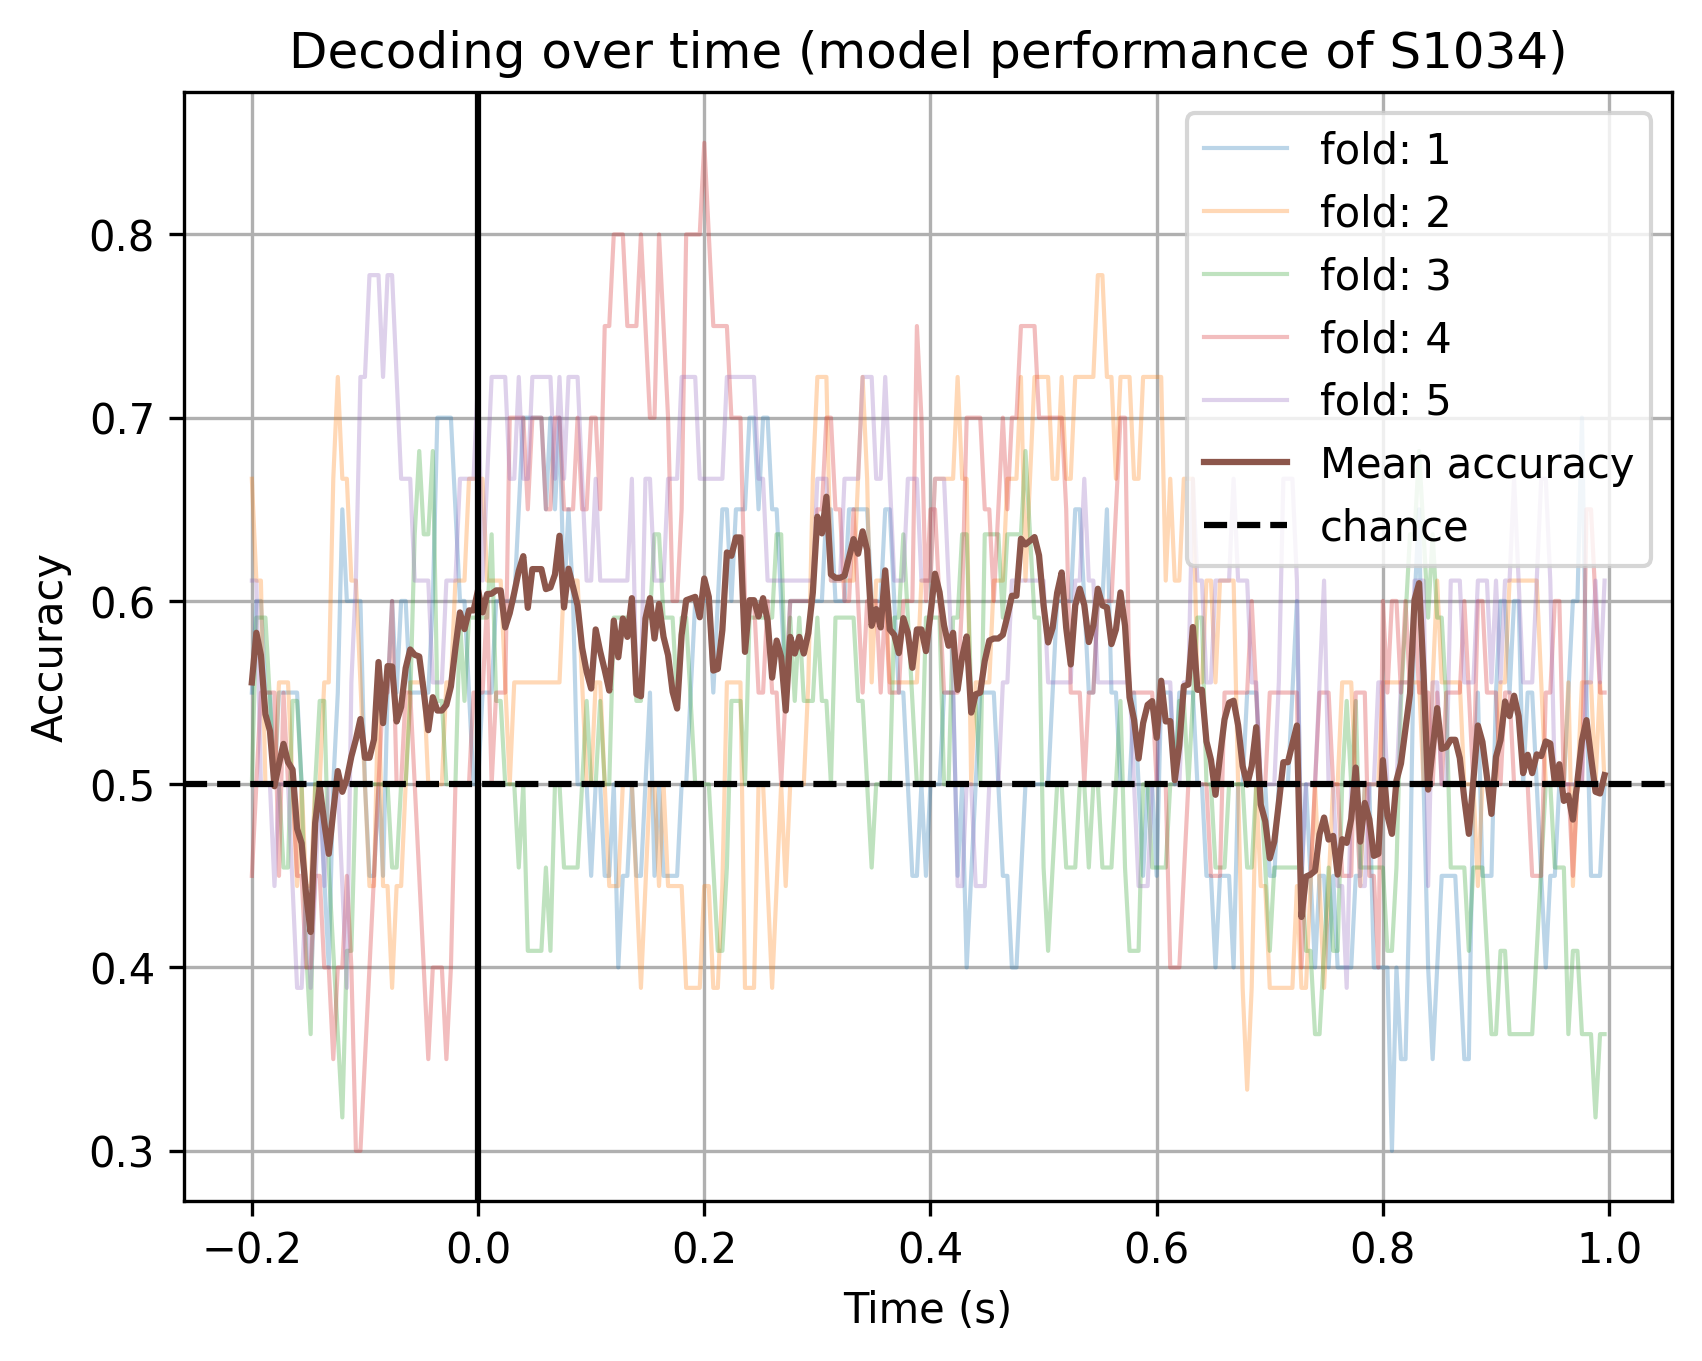 Decoding over time (model performance of S1034)
fold: 1
fold: 2
fold: 3
fold: 4
fold: 5
Mean accuracy
chance
Accuracy
0.8
0.7
0.6
0.5
0.4
0.3
−0.2 0.0 0.2 0.4 0.6 0.8 1.0
Time (s)